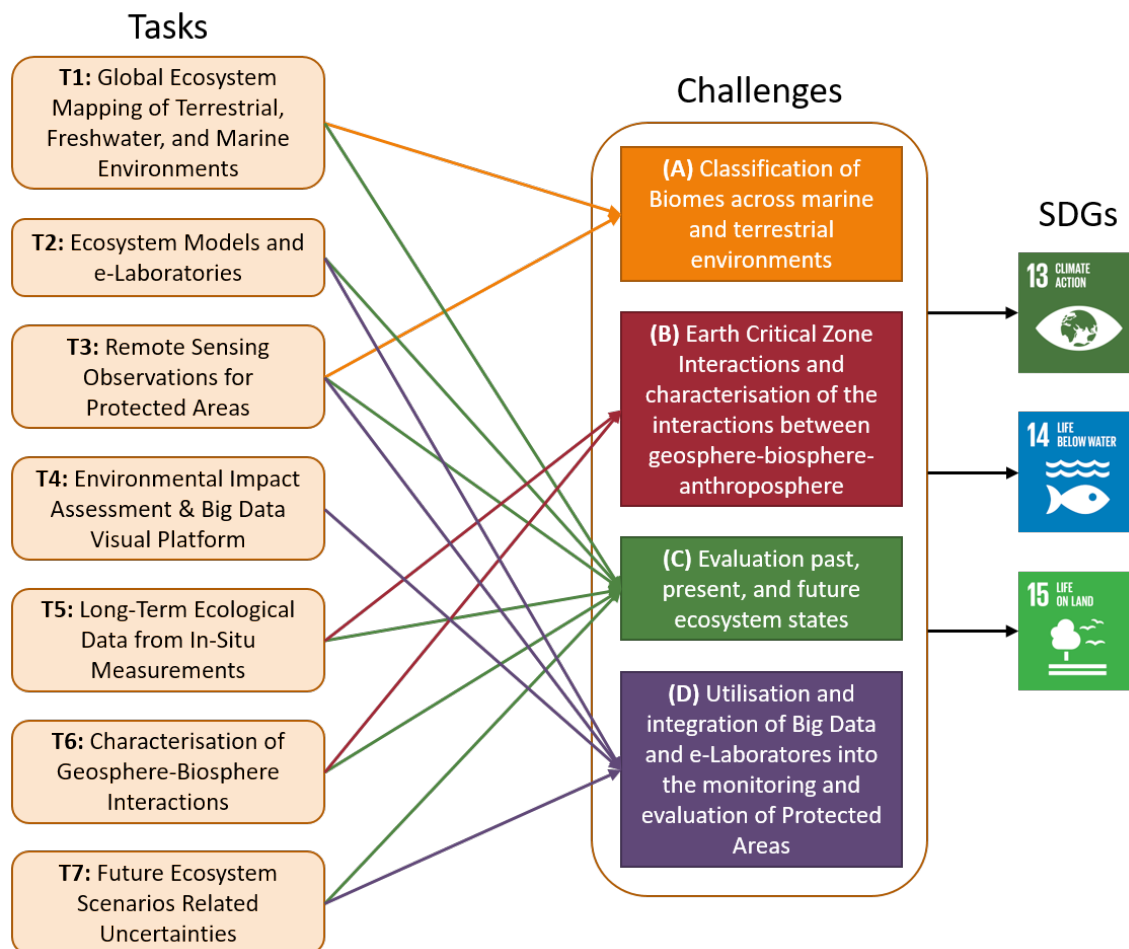 Tasks
T1: Global Ecosystem
Mapping of Terrestrial,
Freshwater, and Marine
Environments
T2: Ecosystem Models and
e-Laboratories
T3: Remote Sensing
Observations for
Protected Areas
T4: Environmental Impact
Assessment & Big Data
Visual Platform
T5: Long-Term Ecological
Data from In-Situ
Measurements
T6: Characterisation of
Geosphere-Biosphere
Interactions
T7: Future Ecosystem
Scenarios Related
Uncertainties
Challenges
(A) Classification of
Biomes across marine
and terrestrial
environments
(B) Earth Critical Zone
Interactions and
characterisation of the
interactions between
geosphere-biosphere-
anthroposphere
(C) Evaluation past,
present, and future
ecosystem states
(D) Utilisation and
integration of Big Data
and e-Laboratores into
the monitoring and
evaluation of Protected
Areas
SDGs
13 CLIMATE
ACTION
14 LIFE
BELOW WATER
15 LIFE
ON LAND